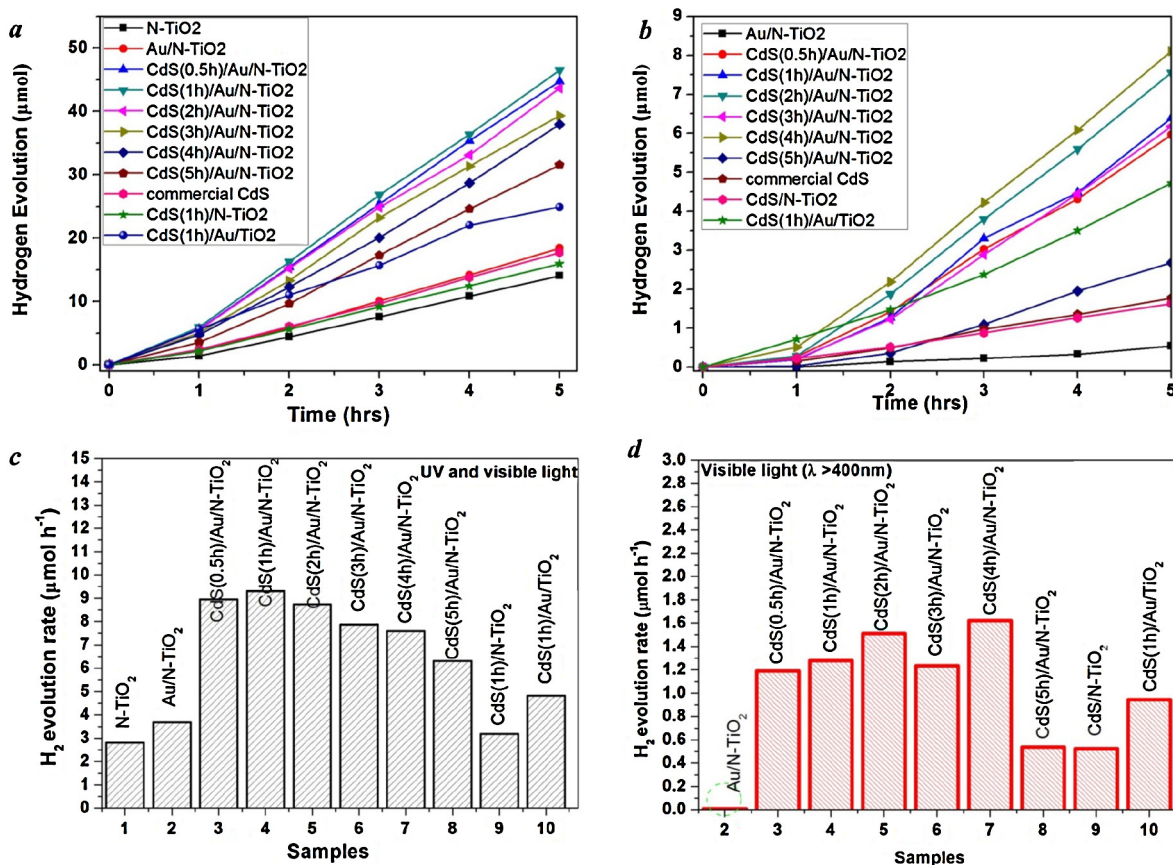 a
N-TiO2
Au/N-TiO2
CdS(0.5h)/Au/N-TiO2
CdS(1h)/Au/N-TiO2
CdS(2h)/Au/N-TiO2
CdS(3h)/Au/N-TiO2
CdS(4h)/Au/N-TiO2
CdS(5h)/Au/N-TiO2
commercial CdS
CdS(1h)/N-TiO2
CdS(1h)/Au/TiO2
Hydrogen Evolution (μmol)
50
40
30
20
10
0
0 1 2 3 4 5
Time (hrs)
b
Au/N-TiO2
CdS(0.5h)/Au/N-TiO2
CdS(1h)/Au/N-TiO2
CdS(2h)/Au/N-TiO2
CdS(3h)/Au/N-TiO2
CdS(4h)/Au/N-TiO2
CdS(5h)/Au/N-TiO2
commercial CdS
CdS/N-TiO2
CdS(1h)/Au/TiO2
Hydrogen Evolution (μmol)
9
8
7
6
5
4
3
2
1
0
0 1 2 3 4 5
Time (hrs)
c
UV and visible light
H₂ evolution rate (μmol h⁻¹)
15
14
13
12
11
10
9
8
7
6
5
4
3
2
1
0
N-TiO₂
Au/N-TiO₂
CdS(0.5h)/Au/N-TiO₂
CdS(1h)/Au/N-TiO₂
CdS(2h)/Au/N-TiO₂
CdS(3h)/Au/N-TiO₂
CdS(4h)/Au/N-TiO₂
CdS(5h)/Au/N-TiO₂
CdS(1h)/N-TiO₂
CdS(1h)/Au/TiO₂
1 2 3 4 5 6 7 8 9 10
Samples
d
Visible light (λ >400nm)
H₂ evolution rate (μmol h⁻¹)
3.0
2.8
2.6
2.4
2.2
2.0
1.8
1.6
1.4
1.2
1.0
0.8
0.6
0.4
0.2
0.0
Au/N-TiO₂
CdS(0.5h)/Au/N-TiO₂
CdS(1h)/Au/N-TiO₂
CdS(2h)/Au/N-TiO₂
CdS(3h)/Au/N-TiO₂
CdS(4h)/Au/N-TiO₂
CdS(5h)/Au/N-TiO₂
CdS/N-TiO₂
CdS(1h)/Au/TiO₂
2 3 4 5 6 7 8 9 10
Samples